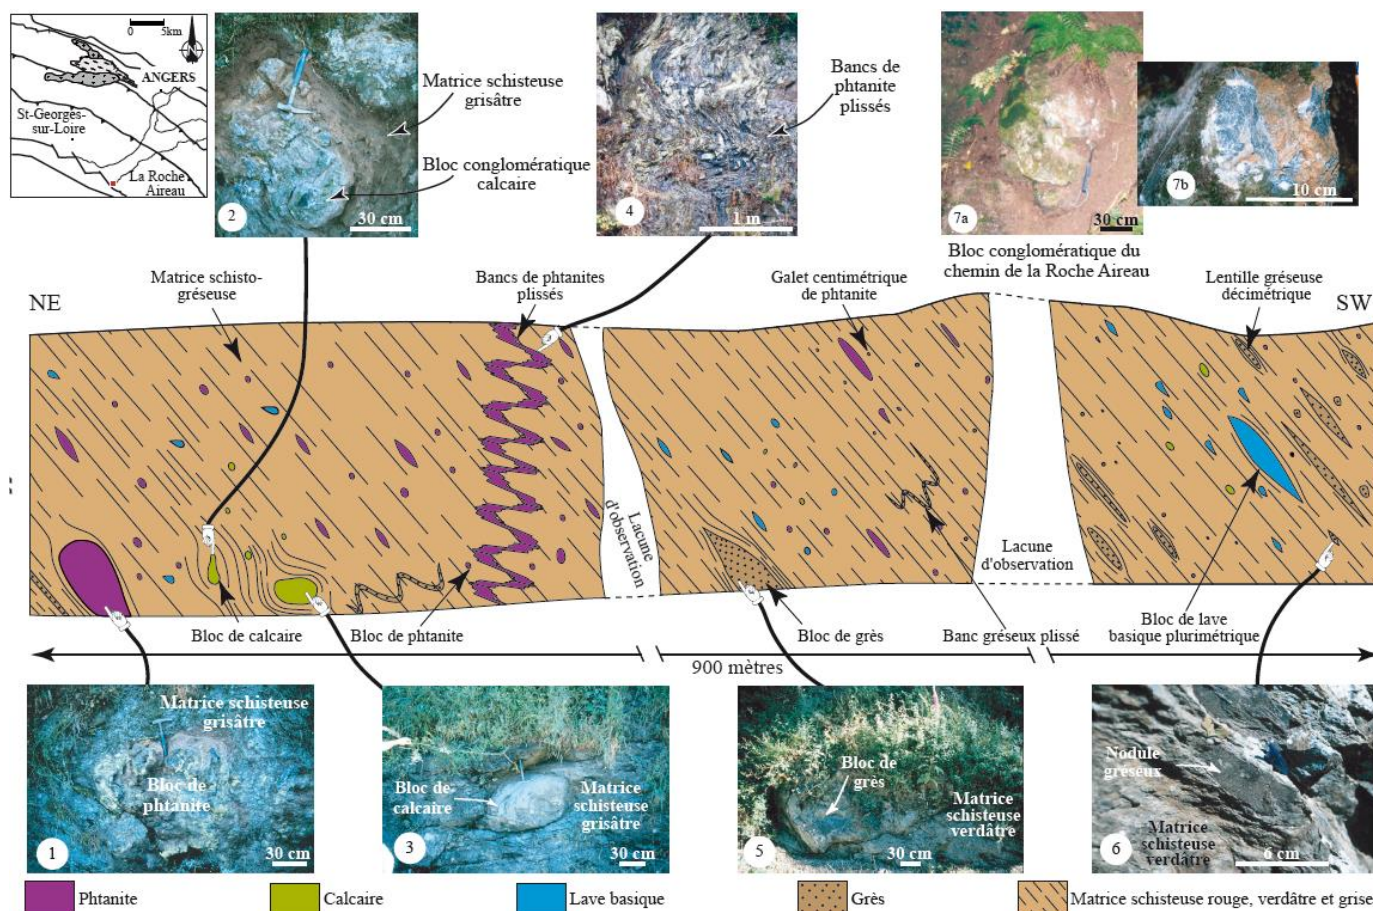 0 5km
N
ANGERS
St-Georges-
sur-Loire
La Roche
Aireau
Matrice schisteuse
grisâtre
Bloc conglomératique
calcaire
2
30 cm
4
1 m
Bancs de
phtanite
plissés
7a
30 cm
7b
10 cm
Bloc conglomératique du
chemin de la Roche Aireau
NE
Matrice schisto-
gréseuse
Bancs de phtanites
plissés
Galet centimétrique
de phtanite
Lentille gréseuse
décimétrique
SW
Lacune
d'observation
Lacune
d'observation
Bloc de calcaire
Bloc de phtanite
Bloc de grès
Banc gréseux plissé
Bloc de lave
basique plurimétrique
900 mètres
Matrice schisteuse
grisâtre
Bloc de
phtanite
1
30 cm
Bloc de
calcaire
Matrice
schisteuse
grisâtre
3
30 cm
Bloc de
grès
Matrice
schisteuse
verdâtre
5
30 cm
Nodule
gréseux
Matrice
schisteuse
verdâtre
6
6 cm
Phtanite
Calcaire
Lave basique
Grès
Matrice schisteuse rouge, verdâtre et grise